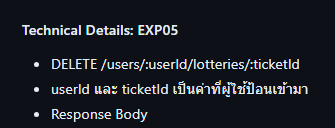 Technical Details: EXP05
DELETE /users/:userId/lotteries/:ticketId
userId และ ticketId เป็นค่าที่ผู้ใช้ป้อนเข้ามา
Response Body